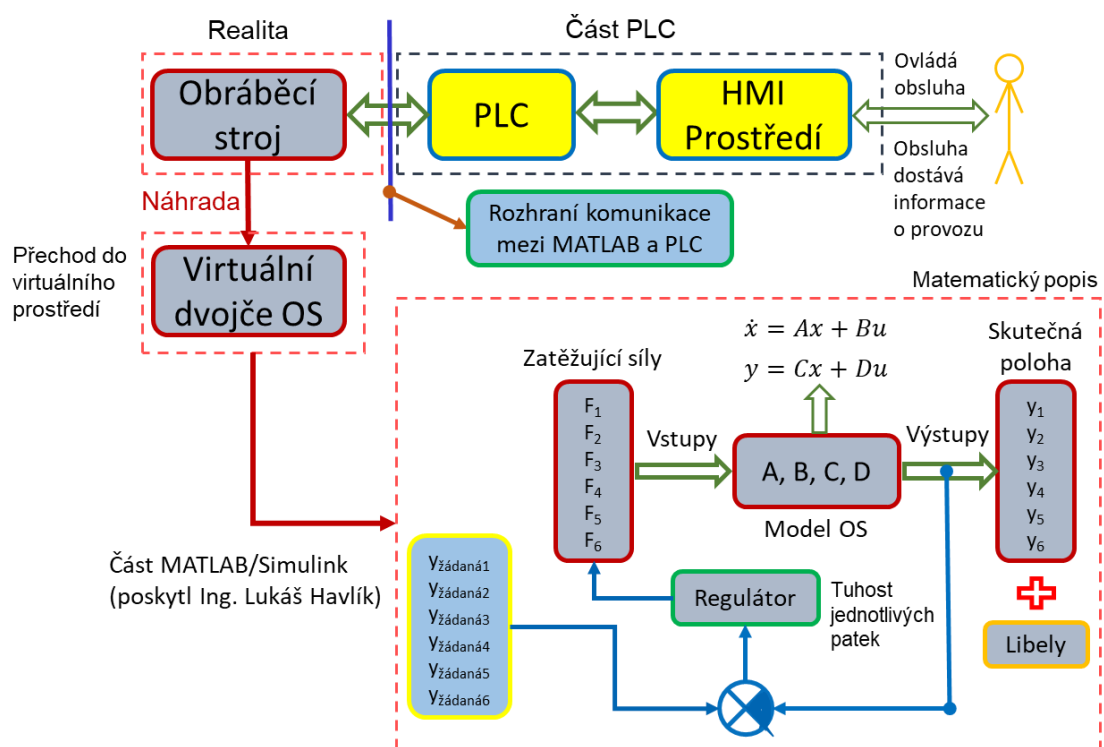 Realita
Část PLC
Obráběcí
stroj
PLC
HMI
Prostředí
Ovládá
obsluha
Obsluha
dostává
informace
o provozu
Náhrada
Rozhraní komunikace
mezi MATLAB a PLC
Přechod do
virtuálního
prostředí
Virtuální
dvojče OS
Matematický popis
Zatěžující síly
ẋ = Ax + Bu
y = Cx + Du
Skutečná
poloha
F₁
F₂
F₃
F₄
F₅
F₆
Vstupy
A, B, C, D
Model OS
Výstupy
y₁
y₂
y₃
y₄
y₅
y₆
Část MATLAB/Simulink
(poskytl Ing. Lukáš Havlík)
yžádaná1
yžádaná2
yžádaná3
yžádaná4
yžádaná5
yžádaná6
Regulátor
Tuhost
jednotlivých
patek
Libely